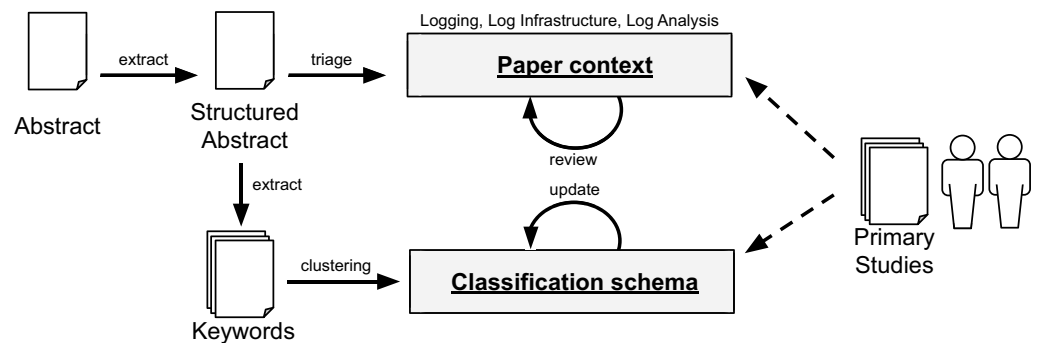 Logging, Log Infrastructure, Log Analysis
extract
triage
Paper context
Abstract
Structured
Abstract
review
extract
update
Primary
Studies
clustering
Classification schema
Keywords